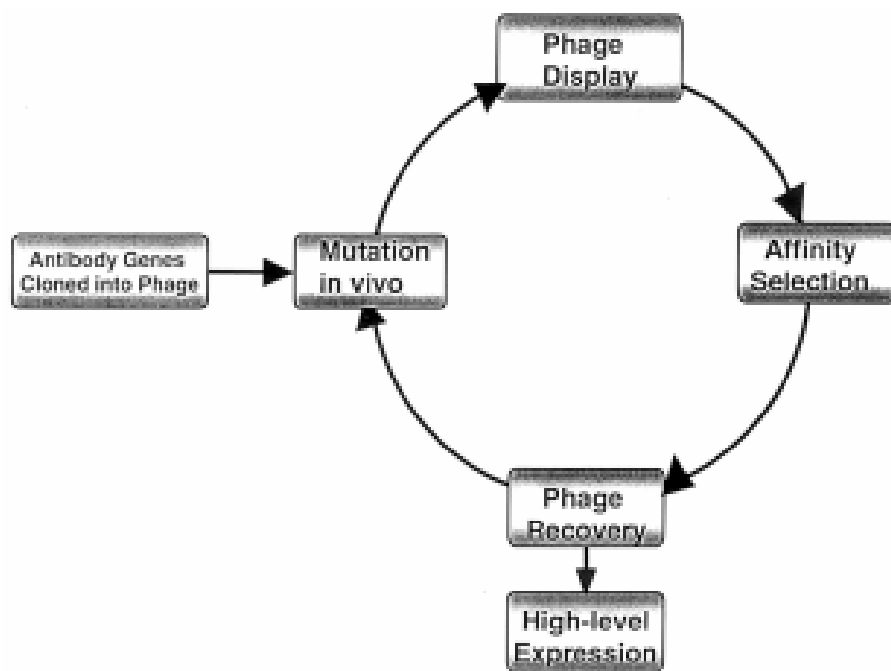 Phage
Display
Antibody Genes
Cloned into Phage
Mutation
in vivo
Affinity
Selection
Phage
Recovery
High-level
Expression